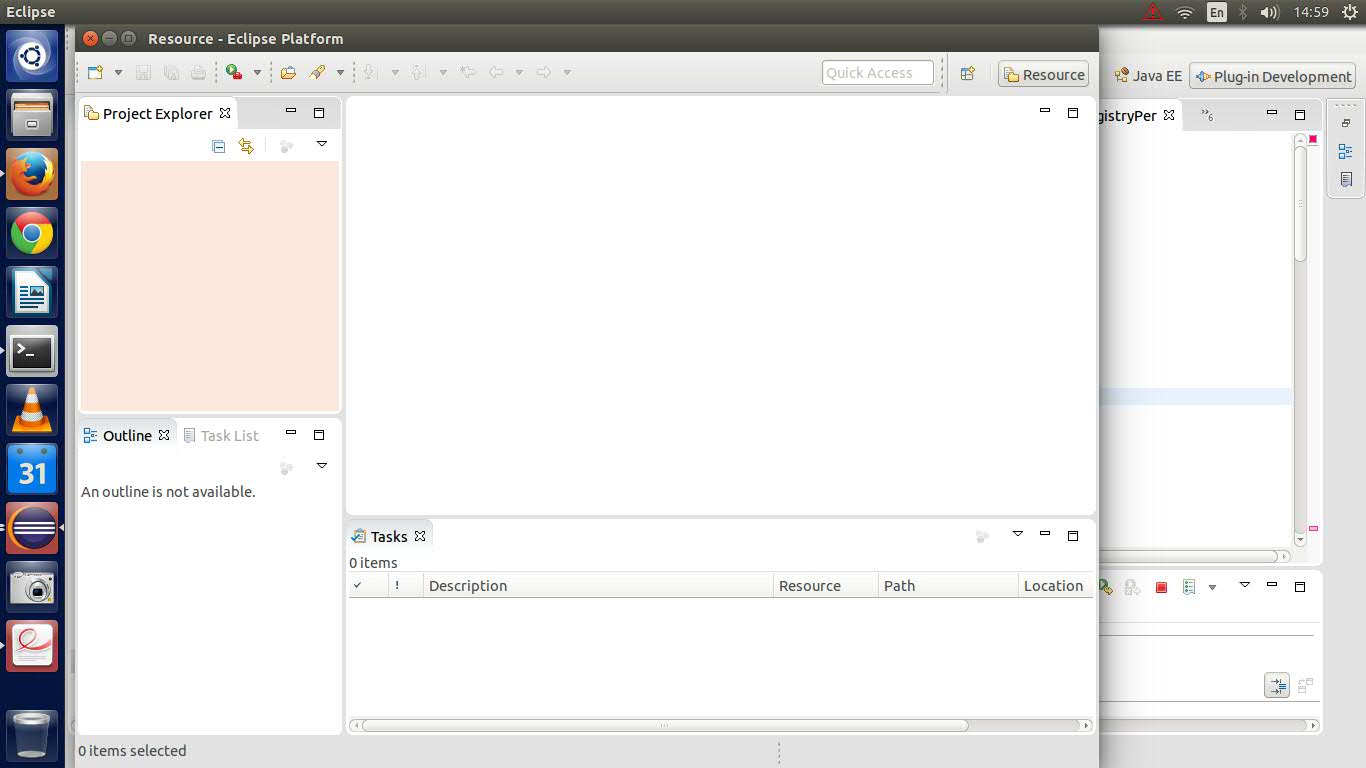 Eclipse
En
14:59
Resource - Eclipse Platform
Quick Access
Resource
Java EE
Plug-in Development
Project Explorer
gistryPer
»6
Outline
Task List
An outline is not available.
Tasks
0 items
! Description Resource Path Location
31
0 items selected